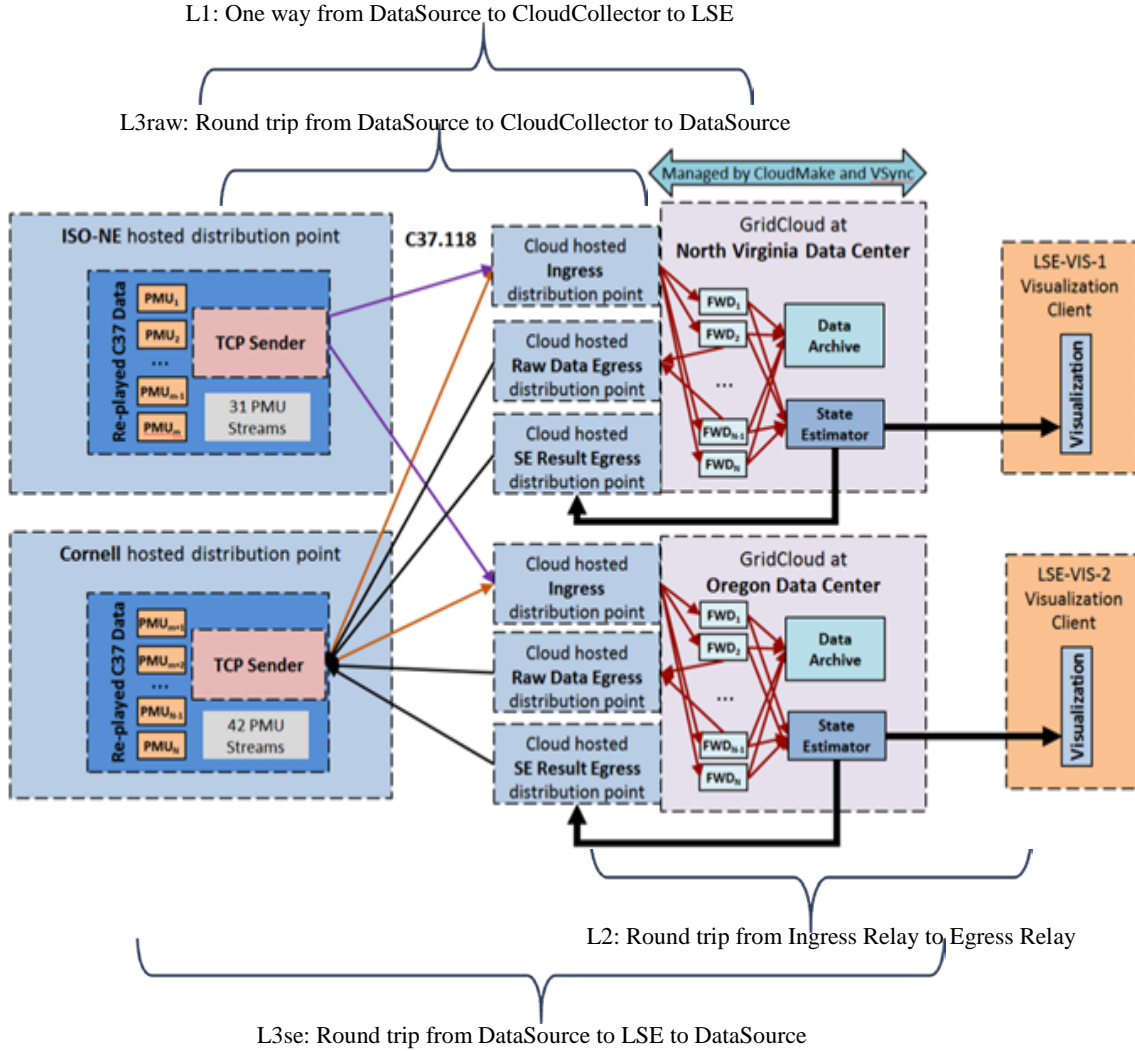 L1: One way from DataSource to CloudCollector to LSE
L3raw: Round trip from DataSource to CloudCollector to DataSource
Managed by CloudMake and VSync
ISO-NE hosted distribution point
Re-played C37 Data
PMU1
PMU2
...
PMUm-1
PMUm
TCP Sender
31 PMU
Streams
C37.118
Cloud hosted
Ingress
distribution point
Cloud hosted
Raw Data Egress
distribution point
Cloud hosted
SE Result Egress
distribution point
GridCloud at
North Virginia Data Center
FWD1
FWD2
...
FWDN-1
FWDN
Data
Archive
State
Estimator
LSE-VIS-1
Visualization
Client
Visualization
Cornell hosted distribution point
Re-played C37 Data
PMUm+1
PMUm+2
...
PMUN-1
PMUN
TCP Sender
42 PMU
Streams
Cloud hosted
Ingress
distribution point
Cloud hosted
Raw Data Egress
distribution point
Cloud hosted
SE Result Egress
distribution point
GridCloud at
Oregon Data Center
FWD1
FWD2
...
FWDN-1
FWDN
Data
Archive
State
Estimator
LSE-VIS-2
Visualization
Client
Visualization
L2: Round trip from Ingress Relay to Egress Relay
L3se: Round trip from DataSource to LSE to DataSource